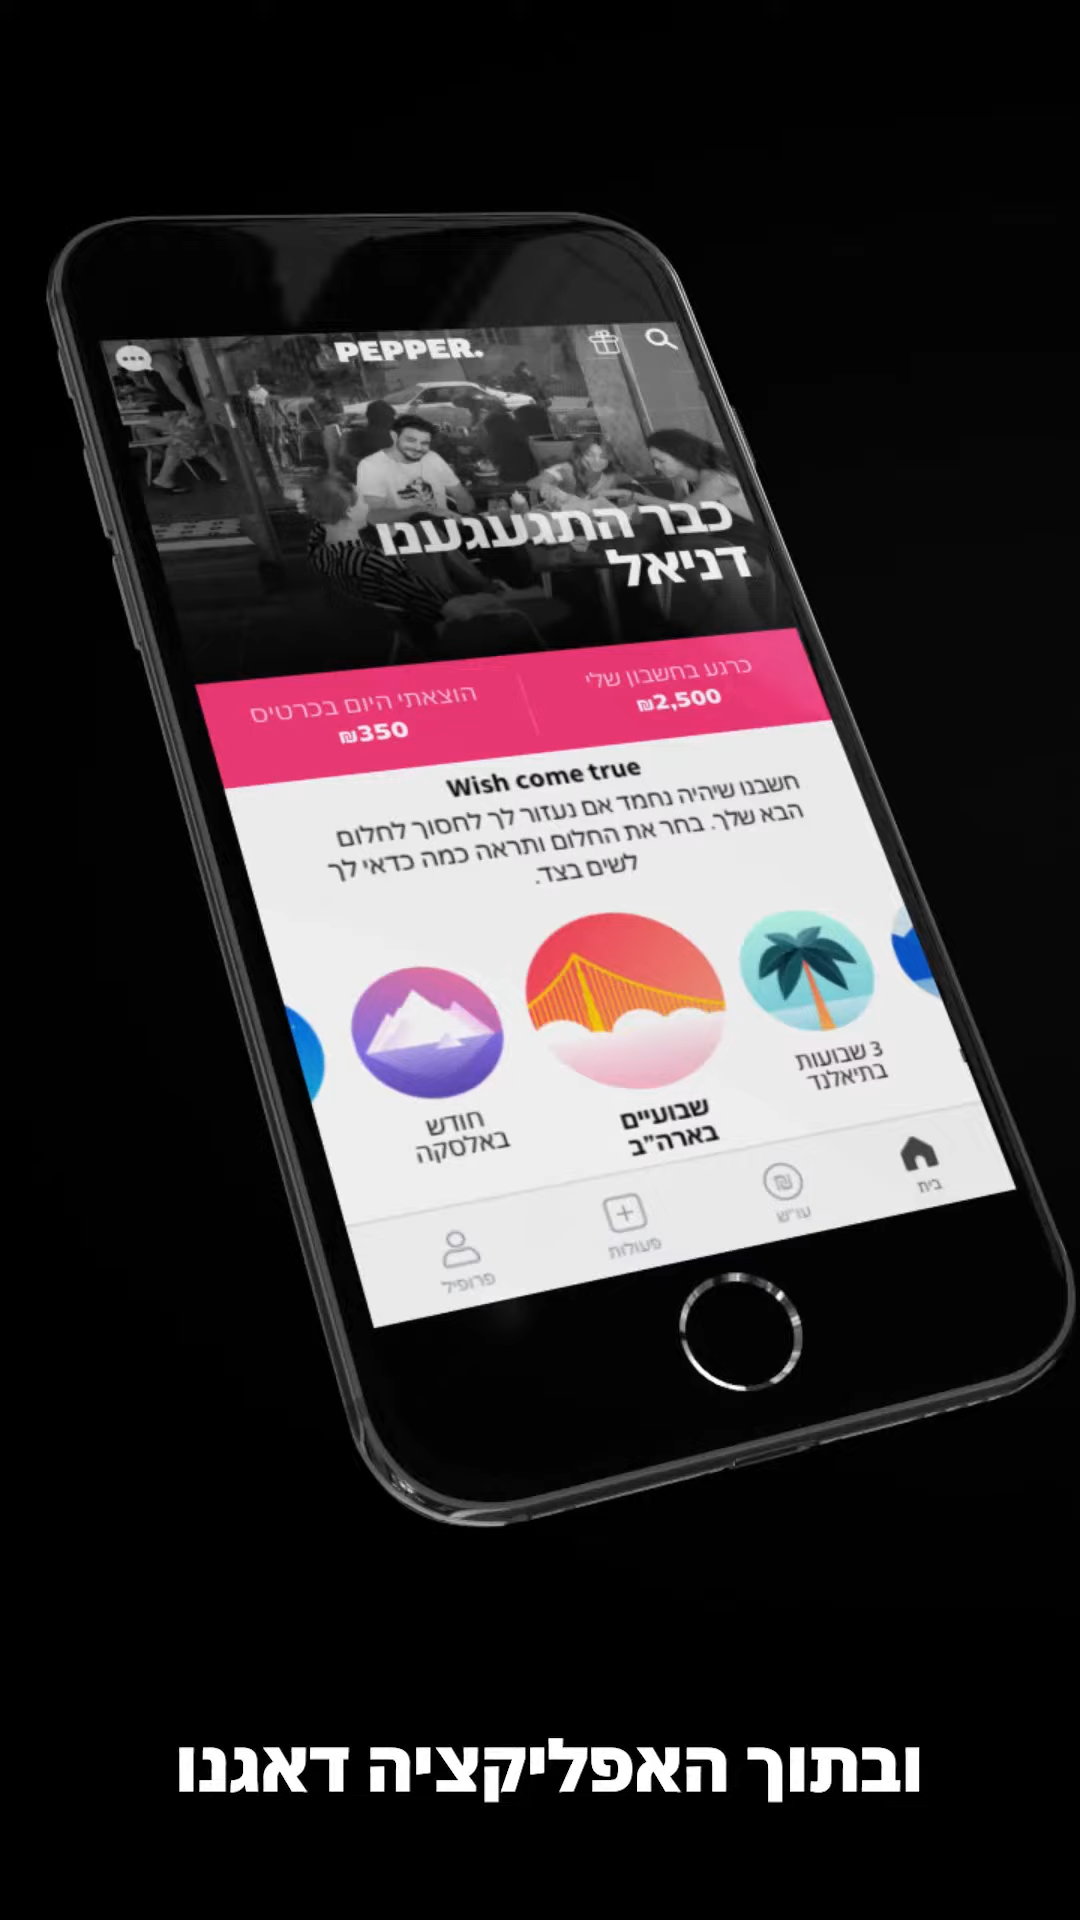 PEPPER.
כבר התגעגענו
דניאל
כרגע בחשבון שלי
₪2,500
הוצאתי היום בכרטיס
₪350
Wish come true
חשבנו שיהיה נחמד אם נעזור לך לחסוך לחלום
הבא שלך. בחר את החלום ותראה כמה כדאי לך
לשים בצד.
3 שבועות
בתיאלנד
שבועיים
בארה"ב
חודש
באלסקה
בית
עו״ש
פעולות
פרופיל
ובתוך האפליקציה דאגנו